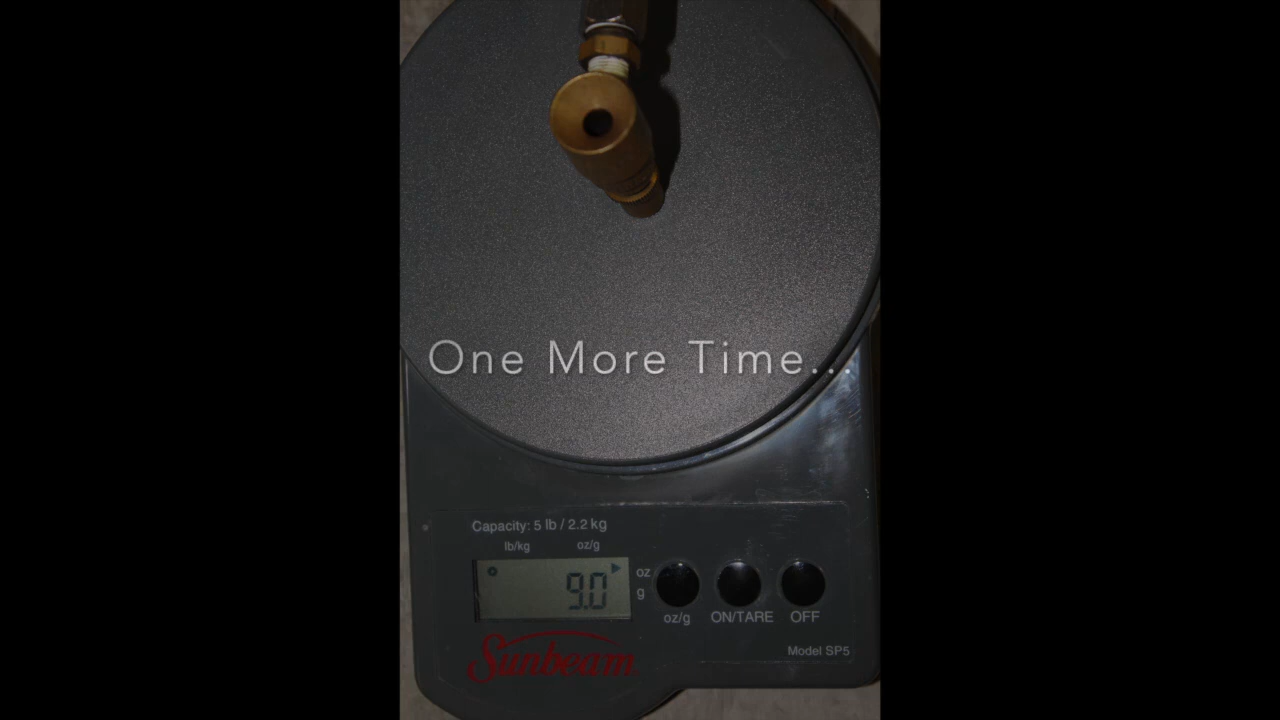 One More Time...
Capacity: 5 lb / 2.2 kg
lb/kg oz/g
9.0
oz
g
oz/g ON/TARE OFF
Sunbeam
Model SP5